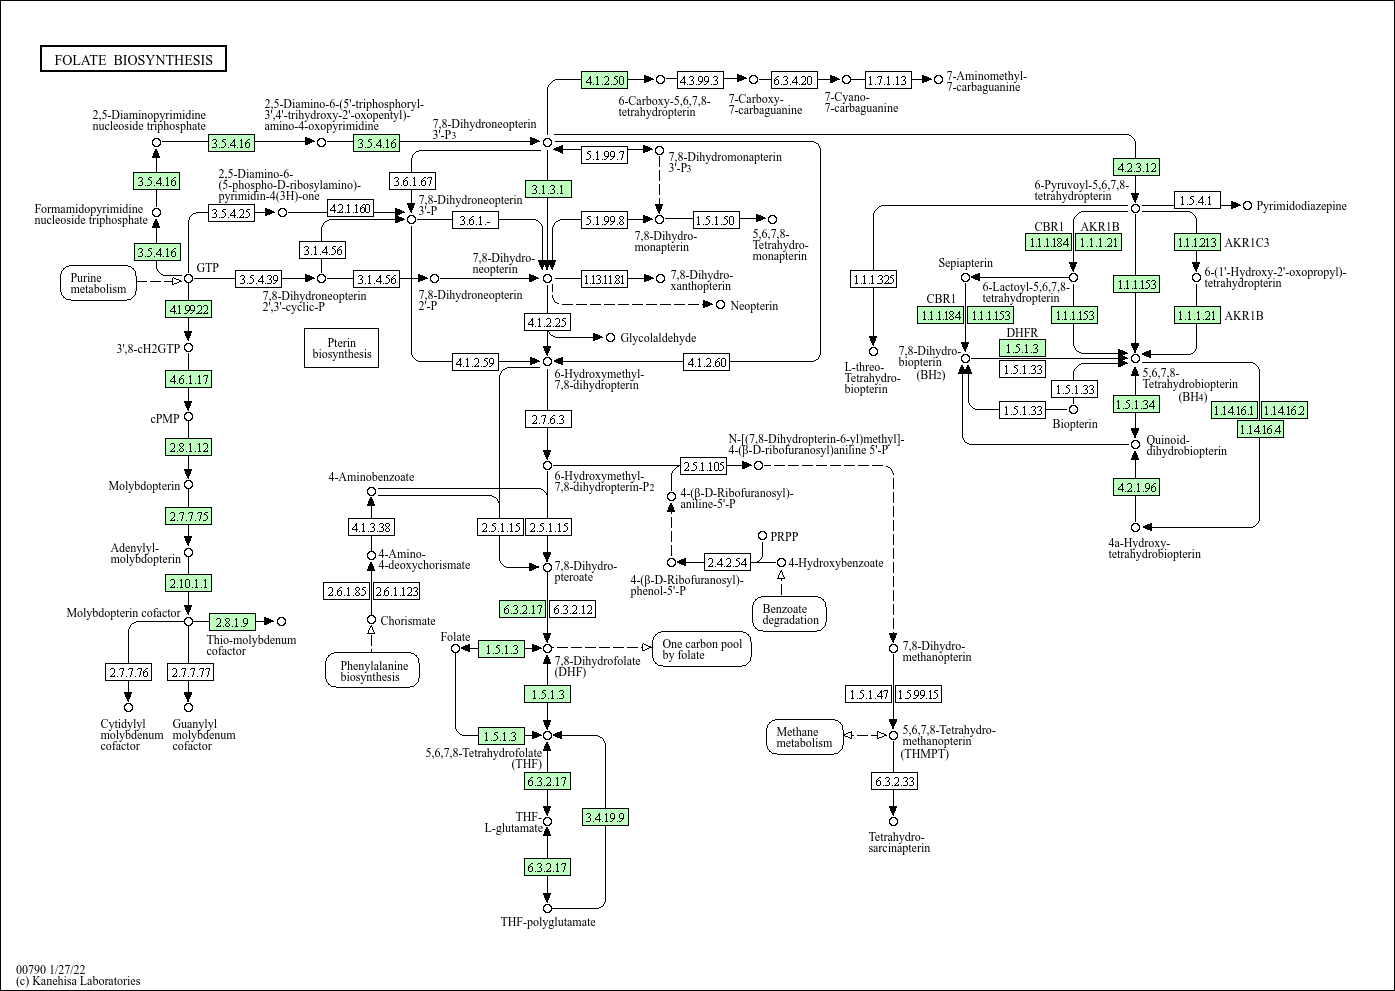 FOLATE BIOSYNTHESIS
4.1.2.50
4.3.99.3
6.3.4.20
1.7.1.13
7-Aminomethyl-
7-carbaguanine
6-Carboxy-5,6,7,8-
tetrahydropterin
7-Carboxy-
7-carbaguanine
7-Cyano-
7-carbaguanine
2,5-Diaminopyrimidine
nucleoside triphosphate
2,5-Diamino-6-(5'-triphosphoryl-
3',4'-trihydroxy-2'-oxopentyl)-
amino-4-oxopyrimidine
7,8-Dihydroneopterin
3'-P3
3.5.4.16
3.5.4.16
5.1.99.7
7,8-Dihydromonapterin
3'-P3
4.2.3.12
3.5.4.16
2,5-Diamino-6-
(5-phospho-D-ribosylamino)-
pyrimidin-4(3H)-one
3.6.1.67
3.1.3.1
6-Pyruvoyl-5,6,7,8-
tetrahydropterin
1.5.4.1
Pyrimidodiazepine
Formamidopyrimidine
nucleoside triphosphate
3.5.4.25
4.2.1.160
7,8-Dihydroneopterin
3'-P
3.6.1.-
5.1.99.8
1.5.1.50
7,8-Dihydro-
monapterin
5,6,7,8-
Tetrahydro-
monapterin
CBR1
AKR1B
1.1.1.184
1.1.1.21
1.1.1.213
AKR1C3
3.5.4.16
3.1.4.56
GTP
7,8-Dihydro-
neopterin
Sepiapterin
Purine
metabolism
3.5.4.39
3.1.4.56
1.13.11.81
7,8-Dihydro-
xanthopterin
1.1.1.325
6-Lactoyl-5,6,7,8-
tetrahydropterin
1.1.1.153
6-(1'-Hydroxy-2'-oxopropyl)-
tetrahydropterin
7,8-Dihydroneopterin
2',3'-cyclic-P
7,8-Dihydroneopterin
2'-P
Neopterin
CBR1
1.1.1.184
1.1.1.153
1.1.1.153
1.1.1.21
AKR1B
4.1.99.22
4.1.2.25
Glycolaldehyde
Pterin
biosynthesis
3',8-cH2GTP
DHFR
1.5.1.3
1.5.1.33
7,8-Dihydro-
biopterin
(BH2)
4.1.2.59
4.1.2.60
L-threo-
Tetrahydro-
biopterin
6-Hydroxymethyl-
7,8-dihydropterin
4.6.1.17
5,6,7,8-
Tetrahydrobiopterin
(BH4)
1.5.1.33
1.5.1.33
Biopterin
1.5.1.34
1.14.16.1
1.14.16.2
1.14.16.4
cPMP
2.7.6.3
2.8.1.12
N-[(7,8-Dihydropterin-6-yl)methyl]-
4-(β-D-ribofuranosyl)aniline 5'-P
Quinoid-
dihydrobiopterin
2.5.1.105
6-Hydroxymethyl-
7,8-dihydropterin-P2
4-Aminobenzoate
Molybdopterin
4-(β-D-Ribofuranosyl)-
aniline-5'-P
4.2.1.96
2.7.7.75
4.1.3.38
2.5.1.15
2.5.1.15
PRPP
4a-Hydroxy-
tetrahydrobiopterin
Adenylyl-
molybdopterin
4-Amino-
4-deoxychorismate
7,8-Dihydro-
pteroate
2.4.2.54
4-Hydroxybenzoate
4-(β-D-Ribofuranosyl)-
phenol-5'-P
2.10.1.1
2.6.1.85
2.6.1.123
6.3.2.17
6.3.2.12
Benzoate
degradation
Molybdopterin cofactor
2.8.1.9
Thio-molybdenum
cofactor
Chorismate
Folate
1.5.1.3
7,8-Dihydrofolate
(DHF)
One carbon pool
by folate
7,8-Dihydro-
methanopterin
2.7.7.76
2.7.7.77
Phenylalanine
biosynthesis
1.5.1.3
1.5.1.47
1.5.99.15
Cytidylyl
molybdenum
cofactor
Guanylyl
molybdenum
cofactor
1.5.1.3
5,6,7,8-Tetrahydrofolate
(THF)
Methane
metabolism
5,6,7,8-Tetrahydro-
methanopterin
(THMPT)
6.3.2.17
6.3.2.33
THF-
L-glutamate
3.4.19.9
Tetrahydro-
sarcinapterin
6.3.2.17
THF-polyglutamate
00790 1/27/22
(c) Kanehisa Laboratories